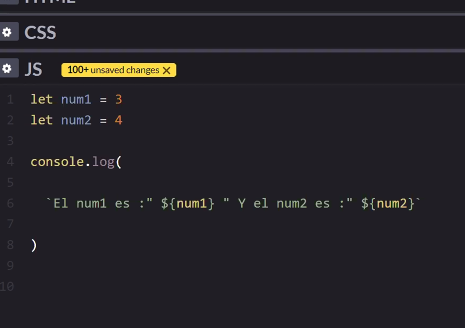 HTML
CSS
JS 100+ unsaved changes X
1 let num1 = 3
2 let num2 = 4
3
4 console.log(
5
6 `El num1 es :" ${num1} " Y el num2 es :" ${num2}`
7
8 )
9
10